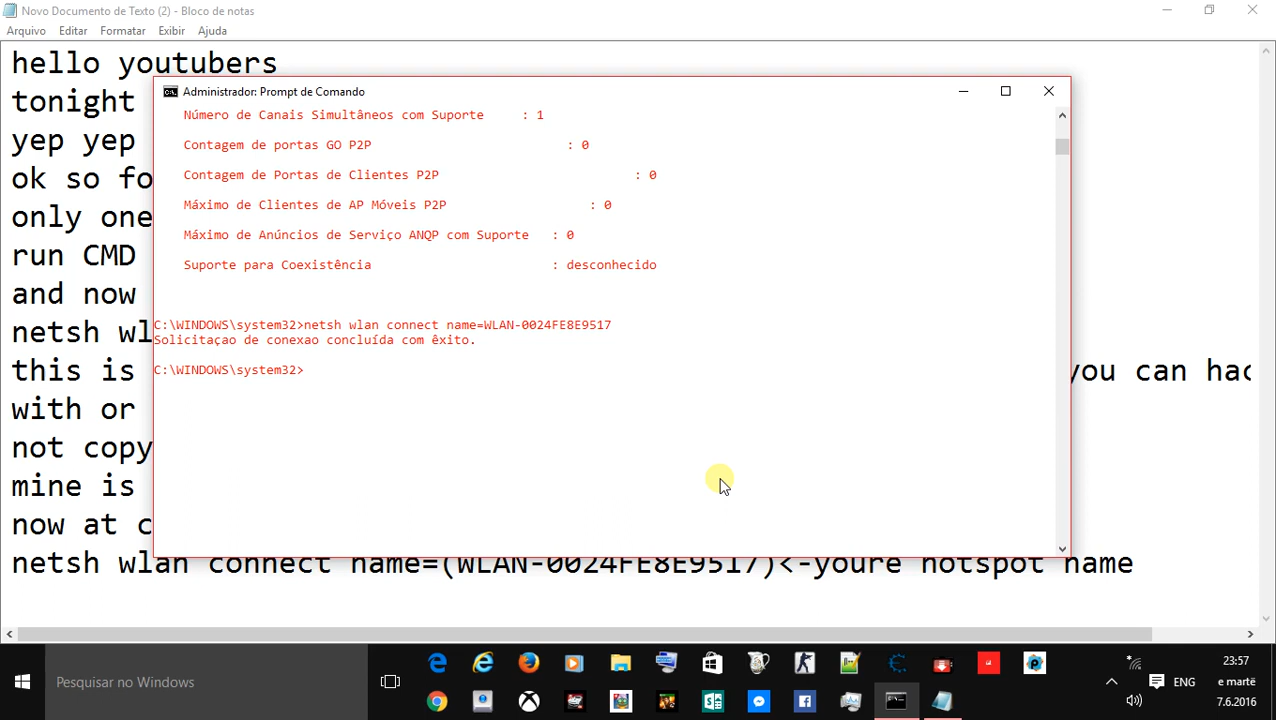 Novo Documento de Texto (2) - Bloco de notas
Arquivo Editar Formatar Exibir Ajuda
hello youtubers
tonight
yep yep
ok so fo
only one
run CMD
and now
netsh wl
this is
you can hac
with or
not copy
mine is
now at c
netsh wlan connect name=(WLAN-0024FE8E9517)<-youre hotspot name
Administrador: Prompt de Comando
Número de Canais Simultâneos com Suporte : 1
Contagem de portas GO P2P : 0
Contagem de Portas de Clientes P2P : 0
Máximo de Clientes de AP Móveis P2P : 0
Máximo de Anúncios de Serviço ANQP com Suporte : 0
Suporte para Coexistência : desconhecido
C:\WINDOWS\system32>netsh wlan connect name=WLAN-0024FE8E9517
Solicitaçao de conexao concluída com êxito.
C:\WINDOWS\system32>
Pesquisar no Windows
ENG
23:57
e martë
7.6.2016